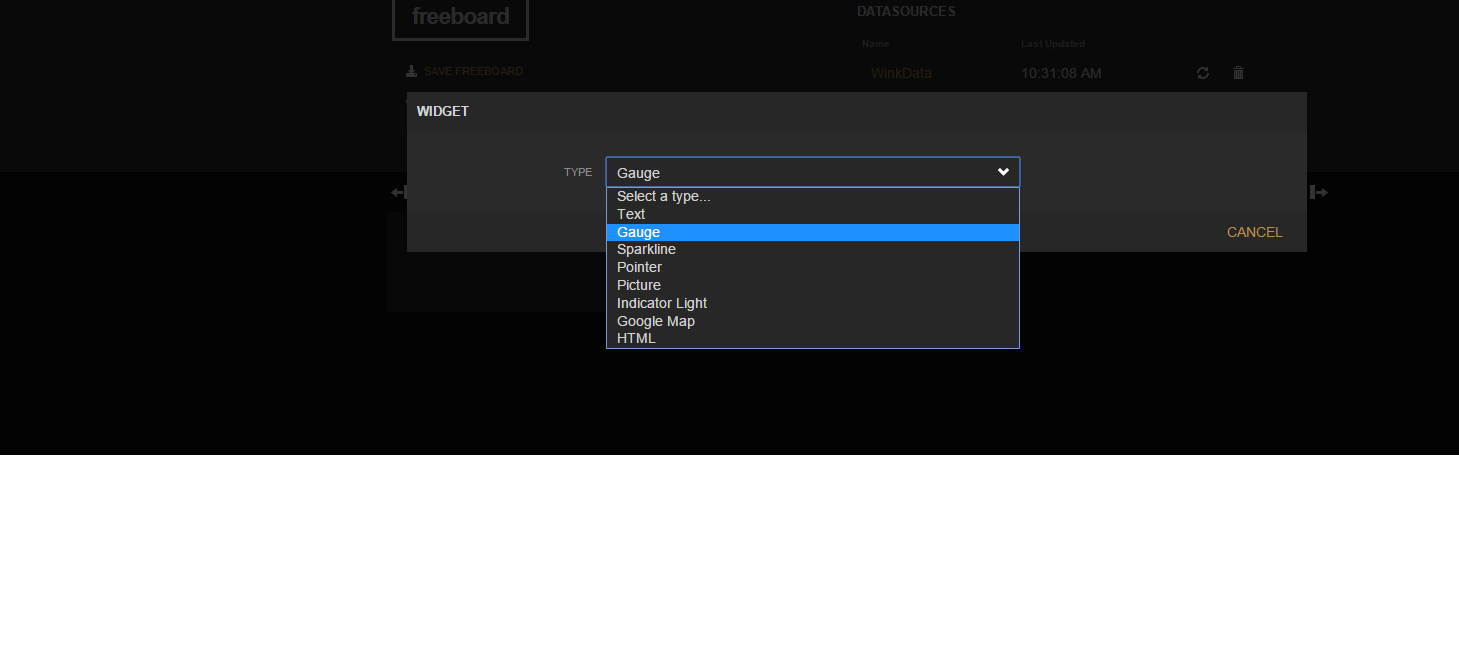 freeboard
DATASOURCES
Name Last Updated
SAVE FREEBOARD
WinkData 10:31:08 AM
WIDGET
TYPE Gauge
Select a type...
Text
Gauge
Sparkline
Pointer
Picture
Indicator Light
Google Map
HTML
CANCEL